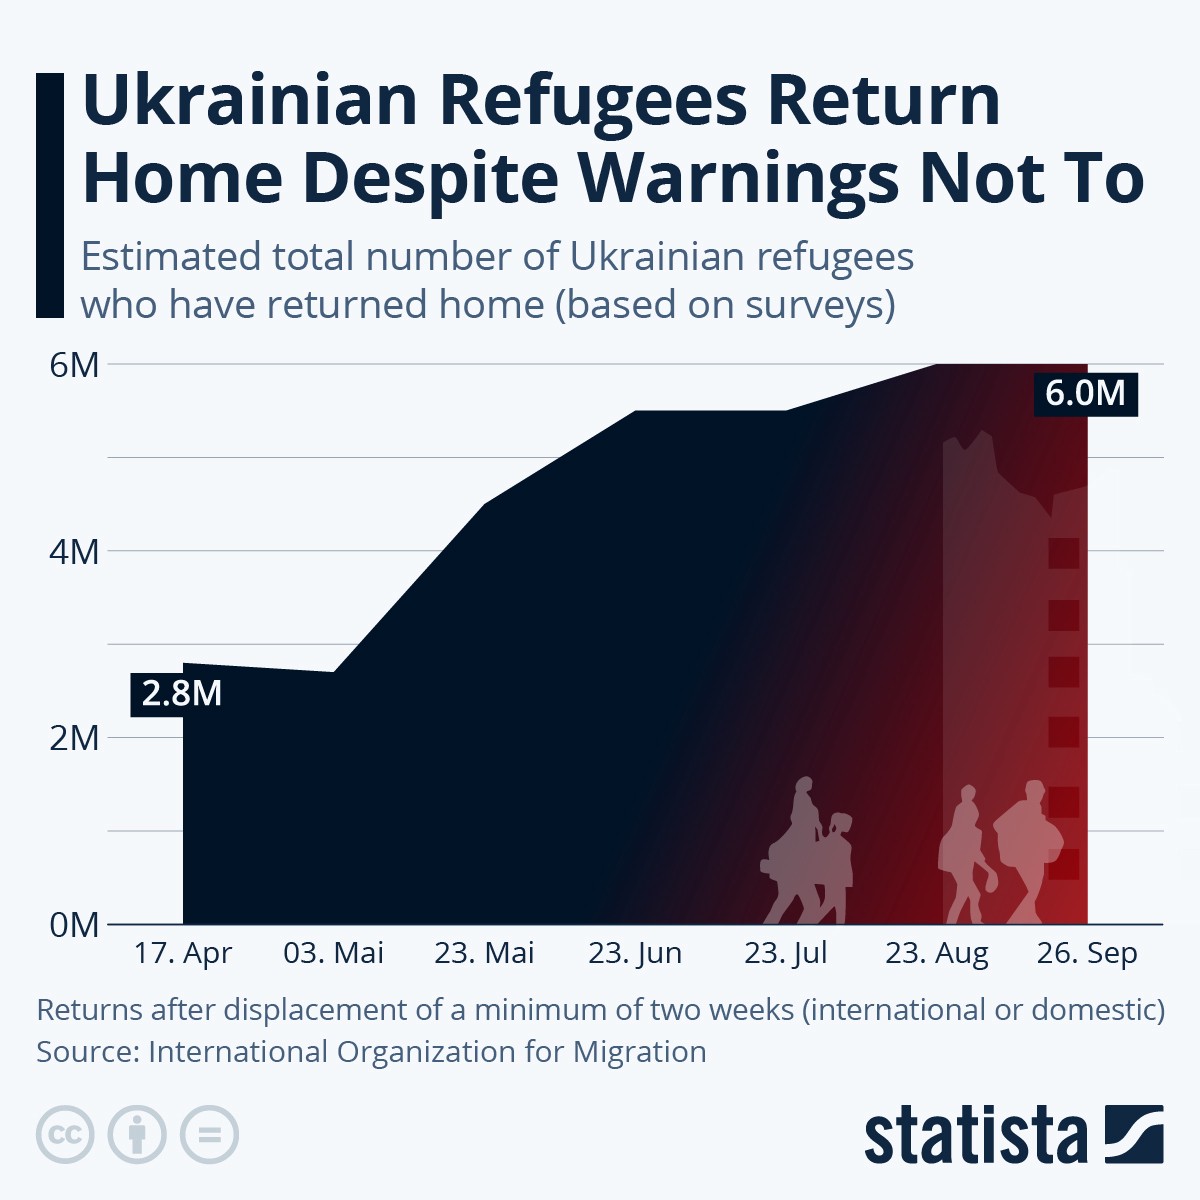 Ukrainian Refugees Return
Home Despite Warnings Not To
Estimated total number of Ukrainian refugees
who have returned home (based on surveys)
6M
6.0M
4M
2.8M
2M
0M
17. Apr 03. Mai 23. Mai 23. Jun 23. Jul 23. Aug 26. Sep
Returns after displacement of a minimum of two weeks (international or domestic)
Source: International Organization for Migration
cc =
statista